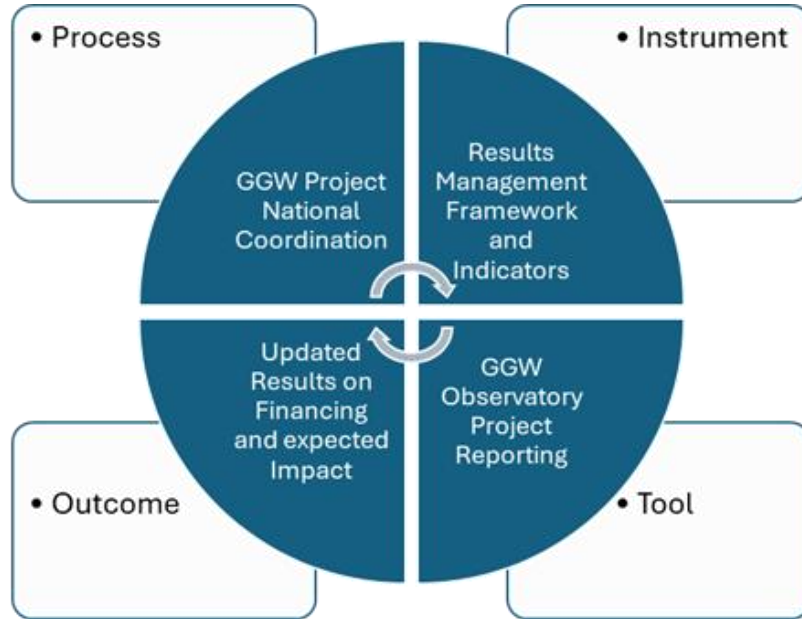 • Process
• Instrument
GGW Project
National
Coordination
Results
Management
Framework
and
Indicators
Updated
Results on
Financing
and expected
Impact
GGW
Observatory
Project
Reporting
• Outcome
• Tool